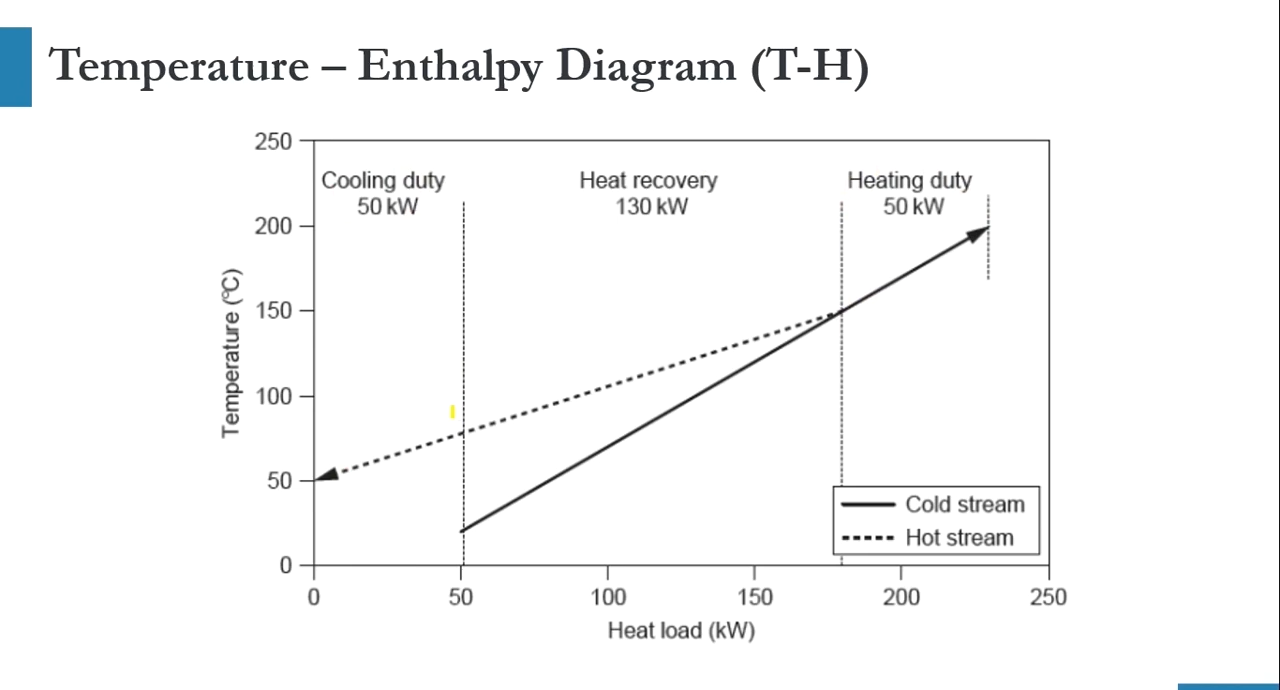 Temperature – Enthalpy Diagram (T-H)
250
Cooling duty
50 kW
Heat recovery
130 kW
Heating duty
50 kW
200
150
100
50
0
Temperature (°C)
Cold stream
Hot stream
0 50 100 150 200 250
Heat load (kW)